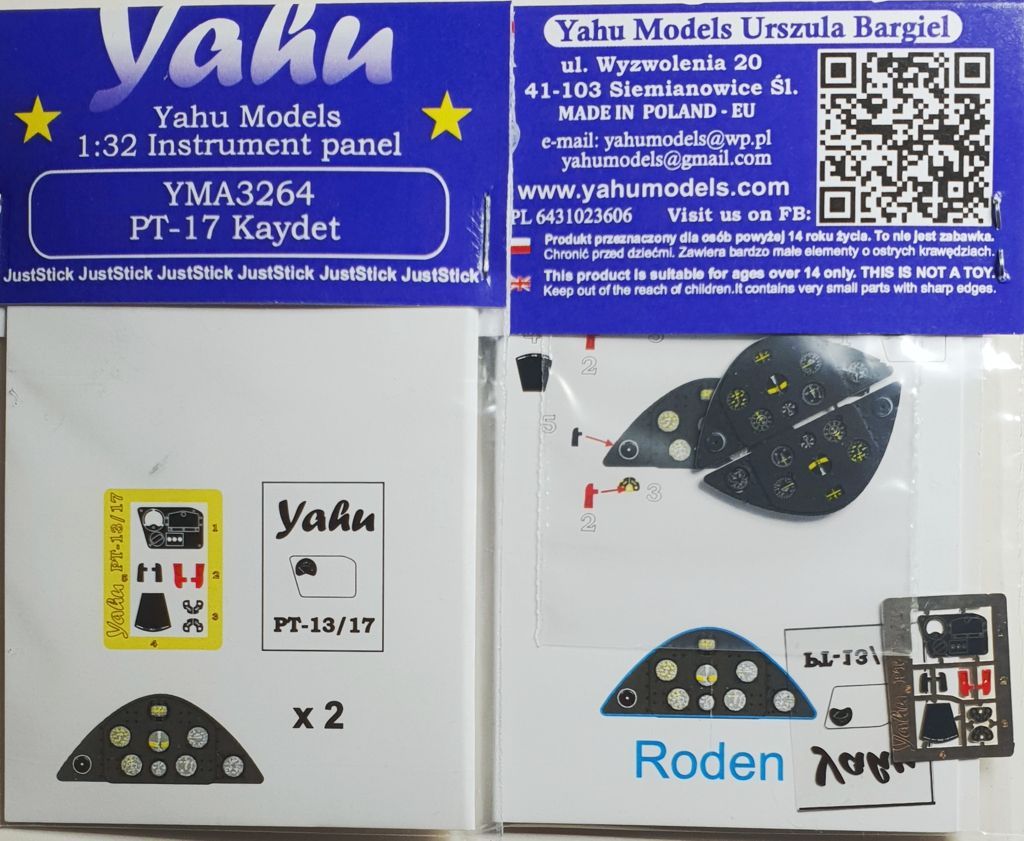 Yahu
Yahu Models
1:32 Instrument panel
YMA3264
PT-17 Kaydet
JustStick JustStick JustStick JustStick JustStick JustStick
Yahu PT-13/17
1
2
3
4
Yahu
PT-13/17
x 2
Yahu Models Urszula Bargiel
ul. Wyzwolenia 20
41-103 Siemianowice Śl.
MADE IN POLAND - EU
e-mail: yahumodels@wp.pl
yahumodels@gmail.com
www.yahumodels.com
PL 6431023606 Visit us on FB:
Produkt przeznaczony dla osób powyżej 14 roku życia. To nie jest zabawka.
Chronić przed dziećmi. Zawiera bardzo małe elementy o ostrych krawędziach.
This product is suitable for ages over 14 only. THIS IS NOT A TOY.
Keep out of the reach of children.It contains very small parts with sharp edges.
2
5
3
2
Roden
PT-13/
Yahu